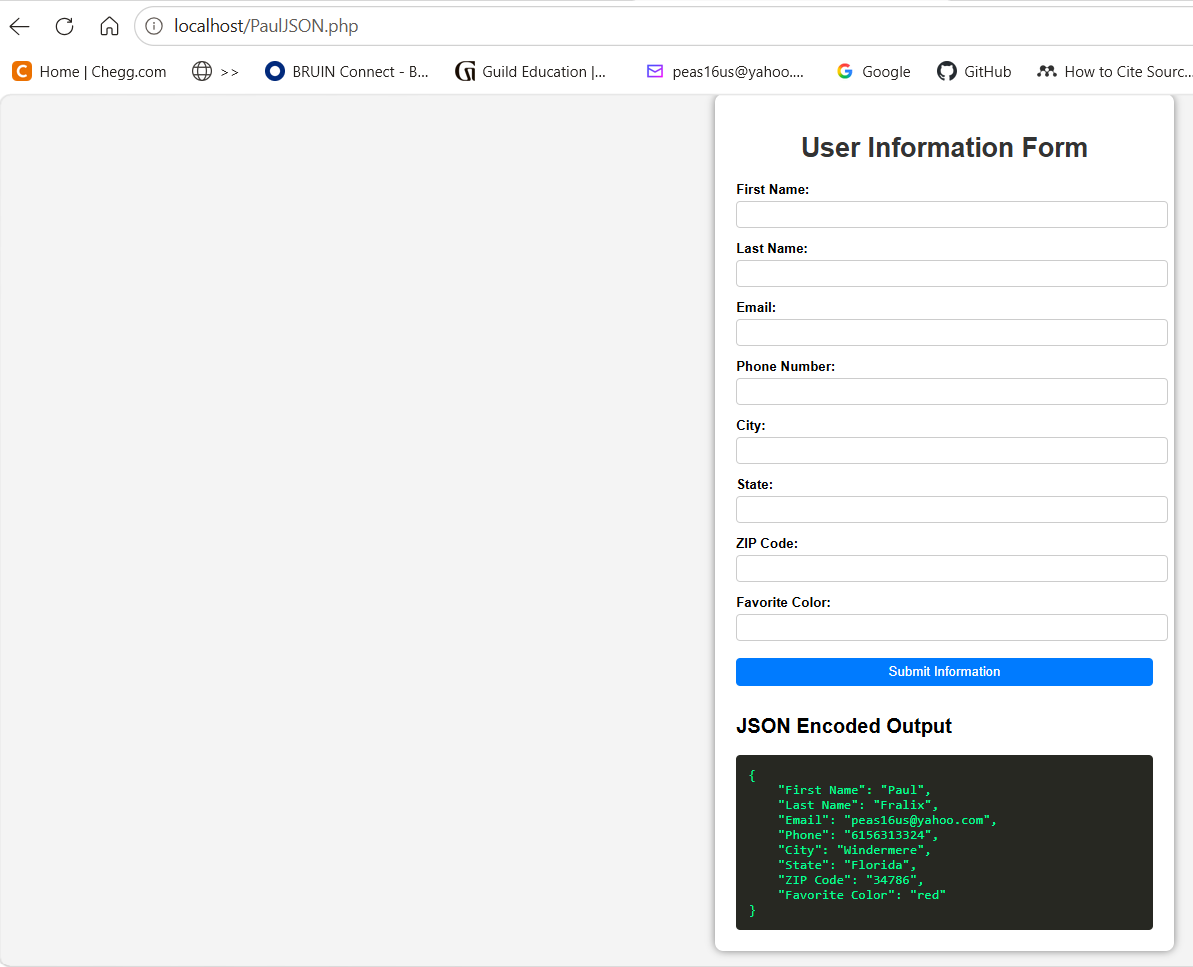 localhost/PaulJSON.php
Home | Chegg.com >> BRUIN Connect - B... Guild Education |... peas16us@yahoo.... Google GitHub How to Cite Sourc...
User Information Form
First Name:
Last Name:
Email:
Phone Number:
City:
State:
ZIP Code:
Favorite Color:
Submit Information
JSON Encoded Output
{
    "First Name": "Paul",
    "Last Name": "Fralix",
    "Email": "peas16us@yahoo.com",
    "Phone": "6156313324",
    "City": "Windermere",
    "State": "Florida",
    "ZIP Code": "34786",
    "Favorite Color": "red"
}